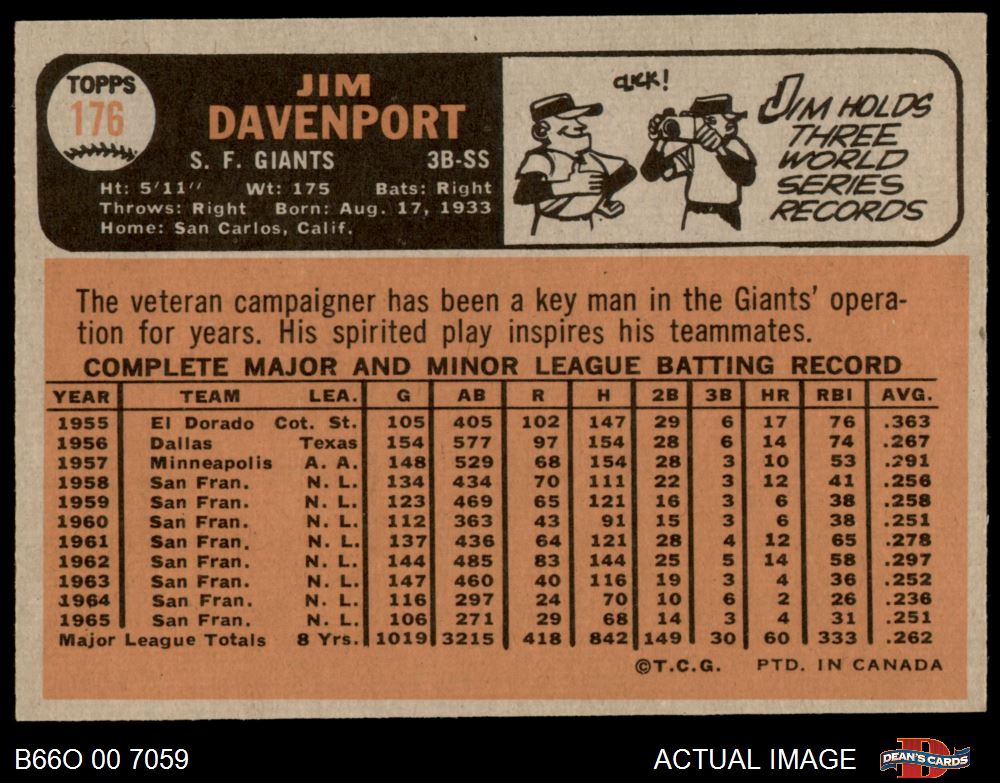 TOPPS
176
JIM
DAVENPORT
S. F. GIANTS 3B-SS
Ht: 5'11" Wt: 175 Bats: Right
Throws: Right Born: Aug. 17, 1933
Home: San Carlos, Calif.
CLICK!
JIM HOLDS
THREE
WORLD
SERIES
RECORDS
The veteran campaigner has been a key man in the Giants' opera-
tion for years. His spirited play inspires his teammates.
COMPLETE MAJOR AND MINOR LEAGUE BATTING RECORD
YEAR TEAM LEA. G AB R H 2B 3B HR RBI AVG.
1955 El Dorado Cot. St. 105 405 102 147 29 6 17 76 .363
1956 Dallas Texas 154 577 97 154 28 6 14 74 .267
1957 Minneapolis A. A. 148 529 68 154 28 3 10 53 .291
1958 San Fran. N. L. 134 434 70 111 22 3 12 41 .256
1959 San Fran. N. L. 123 469 65 121 16 3 6 38 .258
1960 San Fran. N. L. 112 363 43 91 15 3 6 38 .251
1961 San Fran. N. L. 137 436 64 121 28 4 12 65 .278
1962 San Fran. N. L. 144 485 83 144 25 5 14 58 .297
1963 San Fran. N. L. 147 460 40 116 19 3 4 36 .252
1964 San Fran. N. L. 116 297 24 70 10 6 2 26 .236
1965 San Fran. N. L. 106 271 29 68 14 3 4 31 .251
Major League Totals 8 Yrs. 1019 3215 418 842 149 30 60 333 .262
©T.C.G. PTD. IN CANADA
B66O 00 7059 ACTUAL IMAGE DEAN'S CARDS